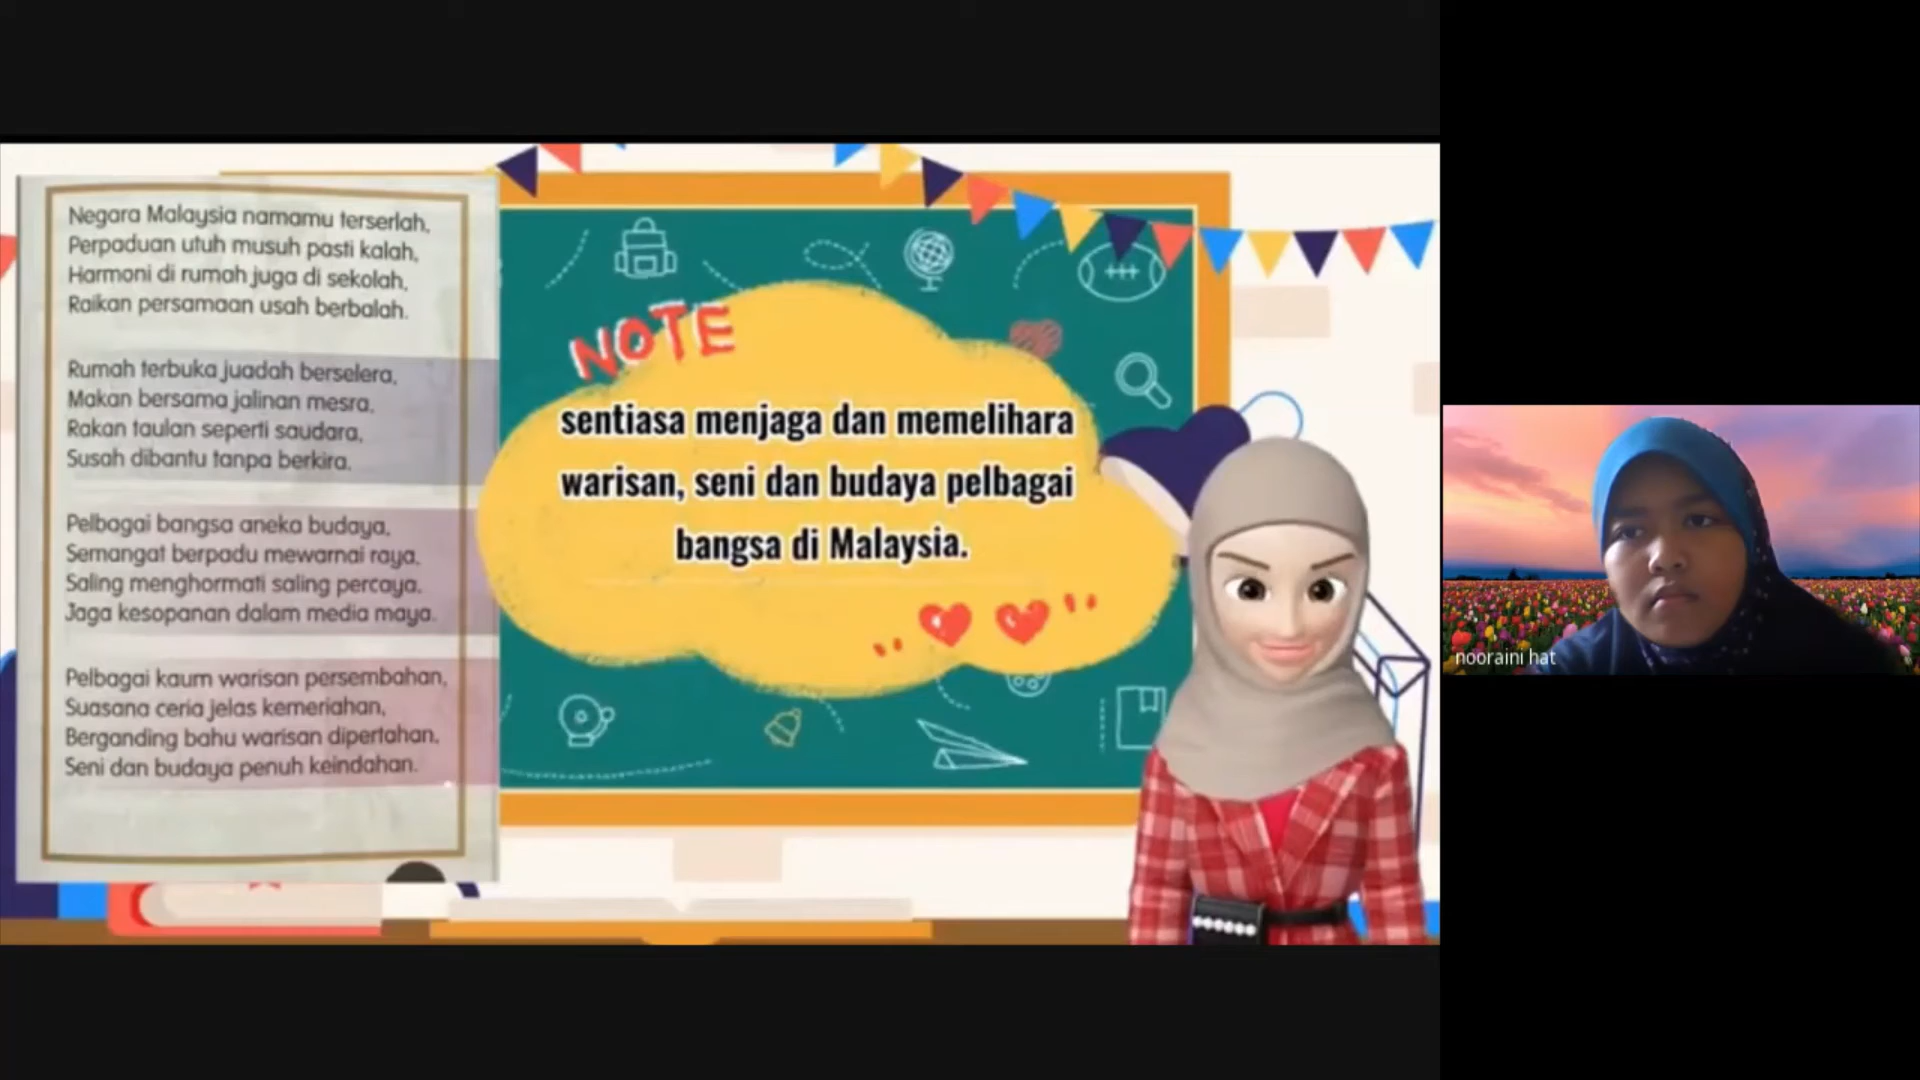 Negara Malaysia namamu terserlah,
Perpaduan utuh musuh pasti kalah,
Harmoni di rumah juga di sekolah,
Raikan persamaan usah berbalah.
Rumah terbuka juadah berselera,
Makan bersama jalinan mesra,
Rakan taulan seperti saudara,
Susah dibantu tanpa berkira.
Pelbagai bangsa aneka budaya,
Semangat berpadu mewarnai raya,
Saling menghormati saling percaya,
Jaga kesopanan dalam media maya.
Pelbagai kaum warisan persembahan,
Suasana ceria jelas kemeriahan,
Berganding bahu warisan dipertahan,
Seni dan budaya penuh keindahan.
NOTE
sentiasa menjaga dan memelihara
warisan, seni dan budaya pelbagai
bangsa di Malaysia.
nooraini hat